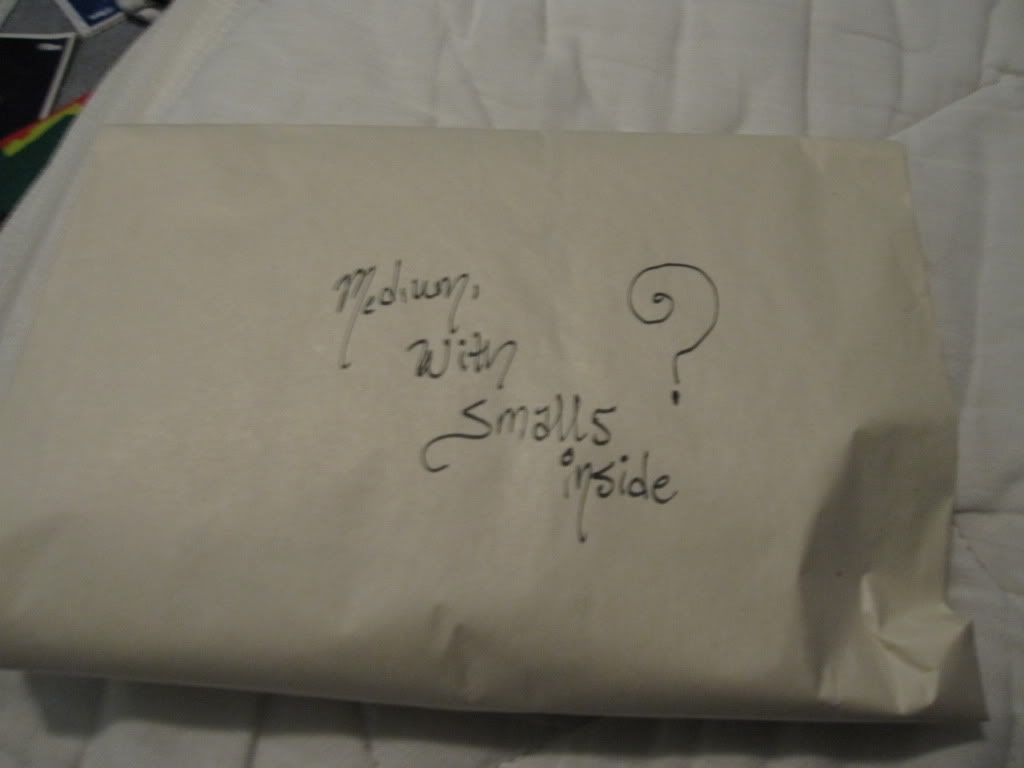 Medium,
with
smalls
inside
?